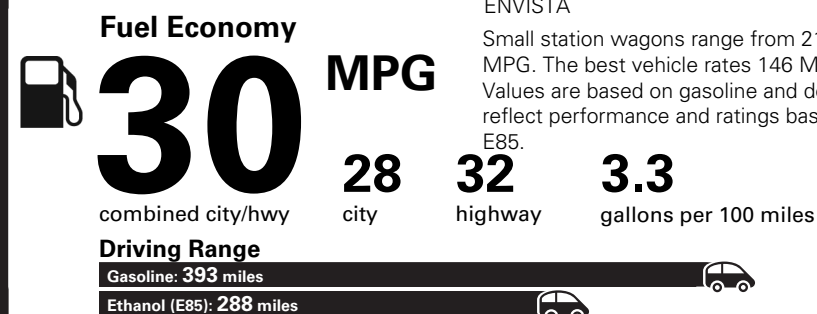 Fuel Economy
30
MPG
combined city/hwy
28
city
32
highway
3.3
gallons per 100 miles
ENVISTA
Small station wagons range from 21
MPG. The best vehicle rates 146 M
Values are based on gasoline and d
reflect performance and ratings bas
E85.
Driving Range
Gasoline: 393 miles
Ethanol (E85): 288 miles